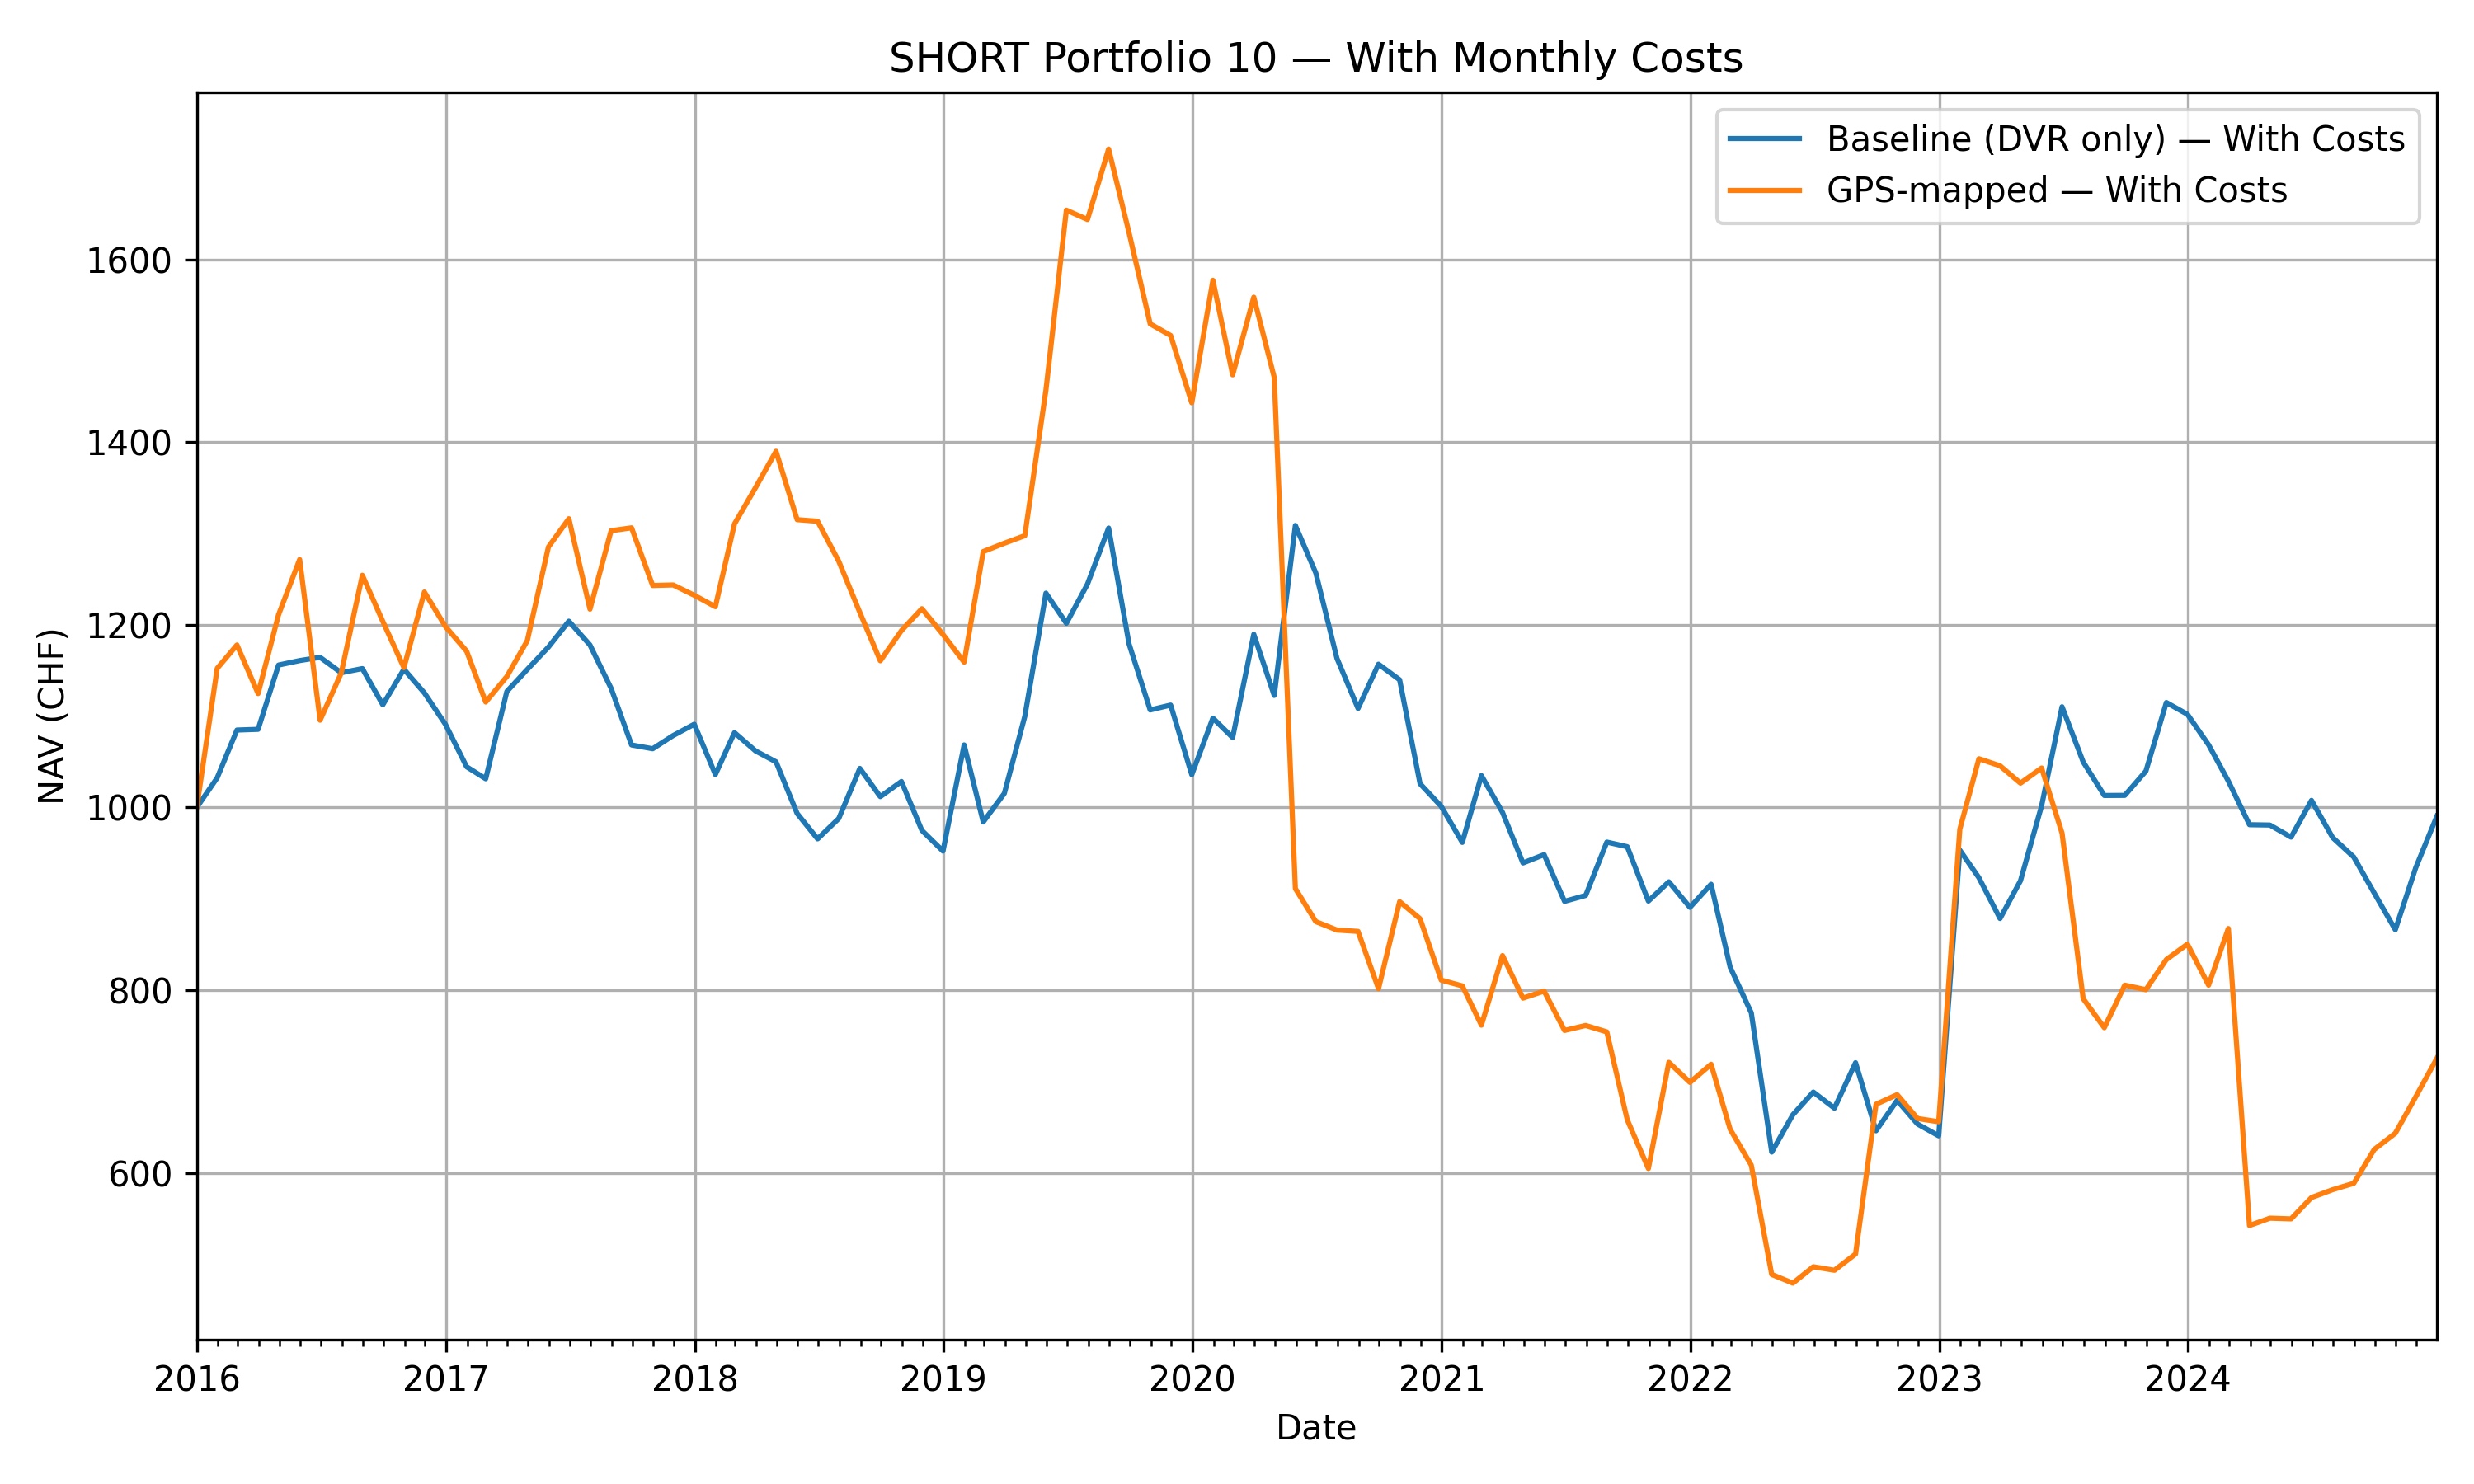 SHORT Portfolio 10 — With Monthly Costs
Baseline (DVR only) — With Costs
GPS-mapped — With Costs
1600
1400
1200
1000
800
600
NAV (CHF)
2016 2017 2018 2019 2020 2021 2022 2023 2024
Date